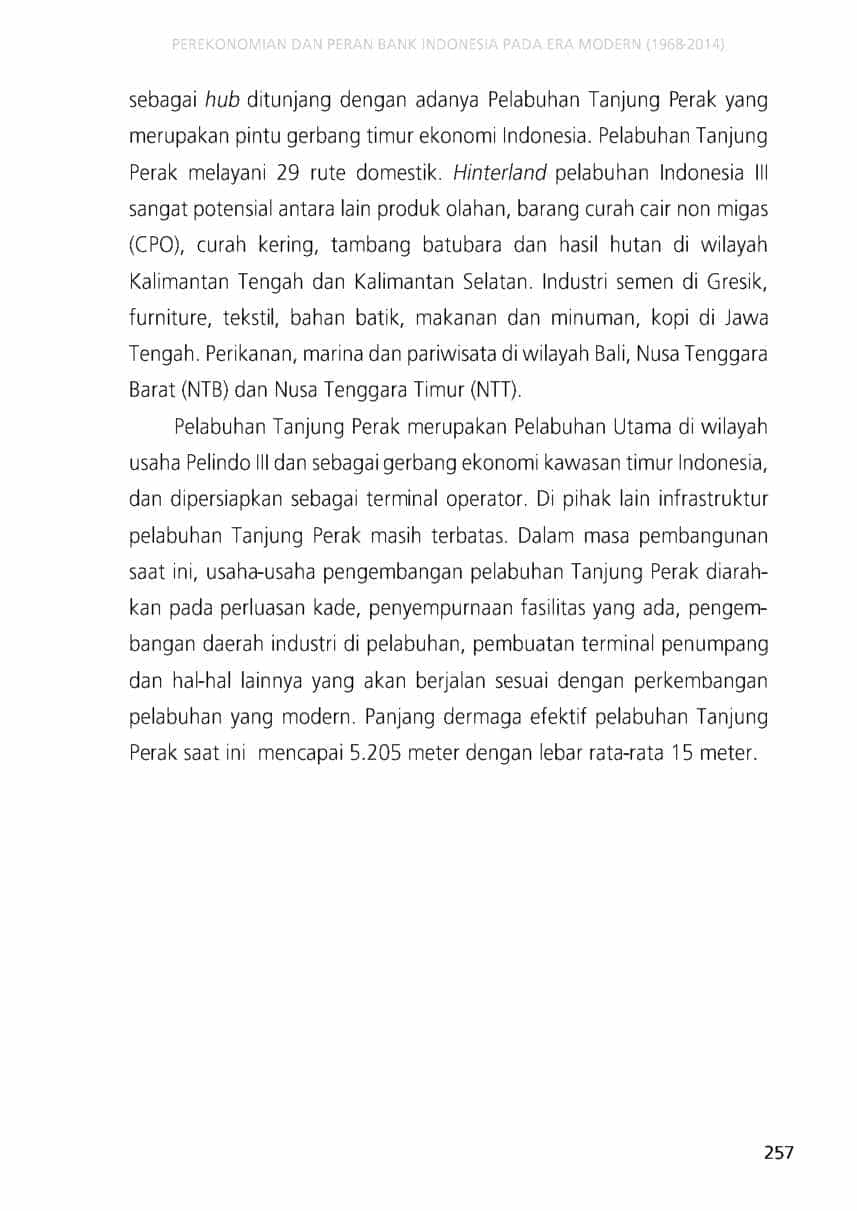 PEREKONOMIAN DAN PERAN BANK INDONESIA PADA ERA MODERN (1968-2014)
sebagai hub ditunjang dengan adanya Pelabuhan Tanjung Perak yang
merupakan pintu gerbang timur ekonomi Indonesia. Pelabuhan Tanjung
Perak melayani 29 rute domestik. Hinterland pelabuhan Indonesia III
sangat potensial antara lain produk olahan, barang curah cair non migas
(CPO), curah kering, tambang batubara dan hasil hutan di wilayah
Kalimantan Tengah dan Kalimantan Selatan. Industri semen di Gresik,
furniture, tekstil, bahan batik, makanan dan minuman, kopi di Jawa
Tengah. Perikanan, marina dan pariwisata di wilayah Bali, Nusa Tenggara
Barat (NTB) dan Nusa Tenggara Timur (NTT).
Pelabuhan Tanjung Perak merupakan Pelabuhan Utama di wilayah
usaha Pelindo III dan sebagai gerbang ekonomi kawasan timur Indonesia,
dan dipersiapkan sebagai terminal operator. Di pihak lain infrastruktur
pelabuhan Tanjung Perak masih terbatas. Dalam masa pembangunan
saat ini, usaha-usaha pengembangan pelabuhan Tanjung Perak diarah-
kan pada perluasan kade, penyempurnaan fasilitas yang ada, pengem-
bangan daerah industri di pelabuhan, pembuatan terminal penumpang
dan hal-hal lainnya yang akan berjalan sesuai dengan perkembangan
pelabuhan yang modern. Panjang dermaga efektif pelabuhan Tanjung
Perak saat ini  mencapai 5.205 meter dengan lebar rata-rata 15 meter.
257